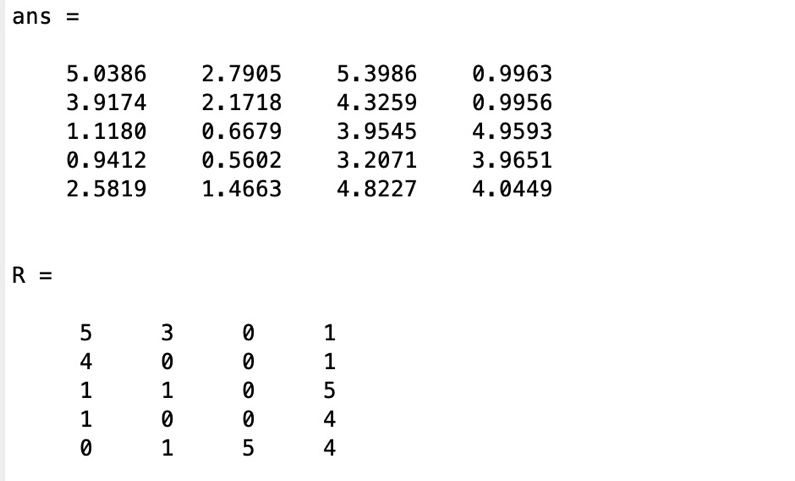 ans =
5.0386 2.7905 5.3986 0.9963
3.9174 2.1718 4.3259 0.9956
1.1180 0.6679 3.9545 4.9593
0.9412 0.5602 3.2071 3.9651
2.5819 1.4663 4.8227 4.0449
R =
5 3 0 1
4 0 0 1
1 1 0 5
1 0 0 4
0 1 5 4